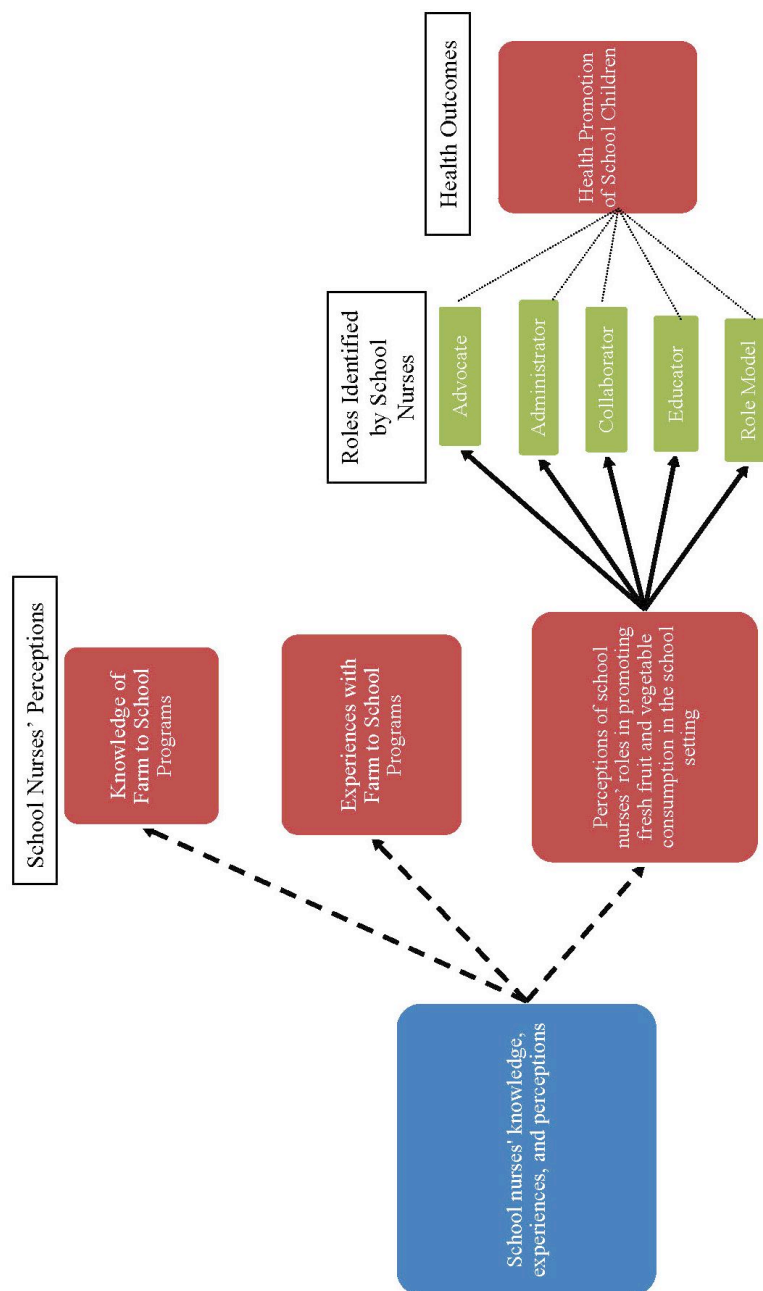 School Nurses’ Perceptions
Roles Identified
by School
Nurses
Health Outcomes
School nurses' knowledge,
experiences, and perceptions
Knowledge of
Farm to School
Programs
Experiences with
Farm to School
Programs
Perceptions of school
nurses’ roles in promoting
fresh fruit and vegetable
consumption in the school
setting
Advocate
Administrator
Collaborator
Educator
Role Model
Health Promotion
of School Children